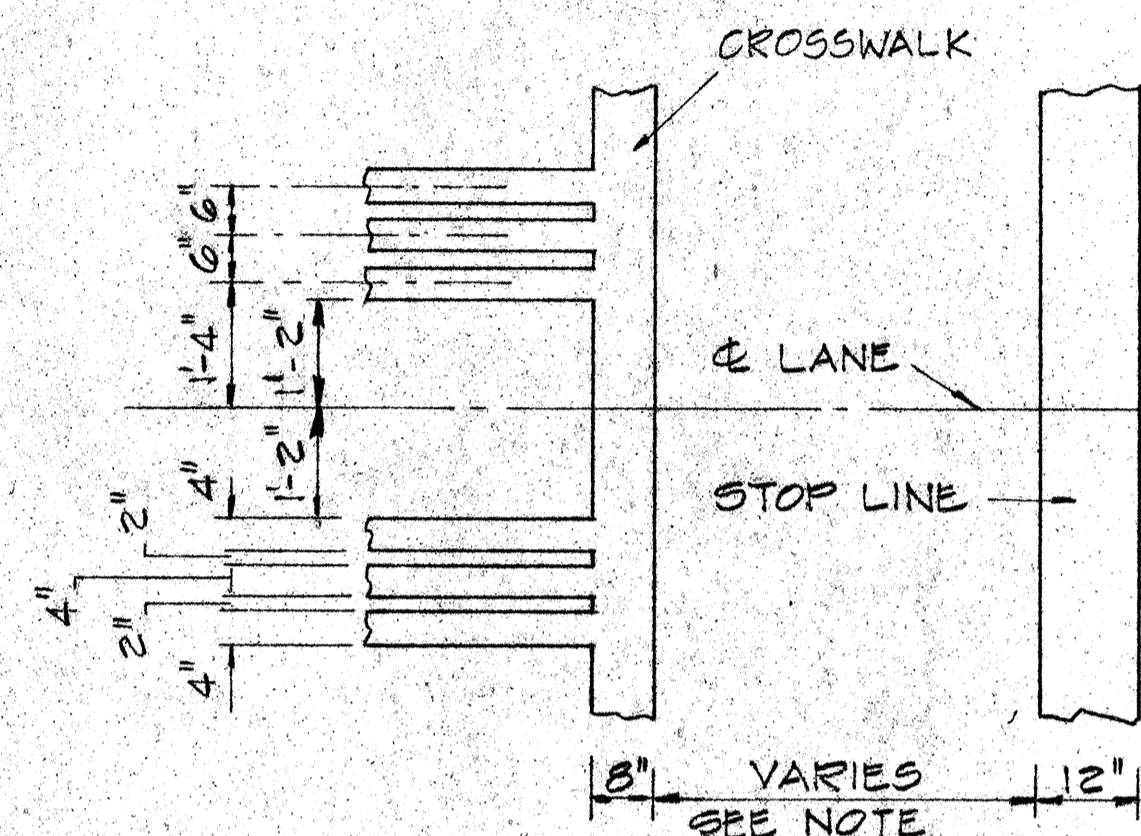 CROSSWALK
6"
6"
1'-4"
1'-2"
℄ LANE
1'-2"
4"
STOP LINE
2"
4"
2"
4"
8"
VARIES
12"
SEE NOTE